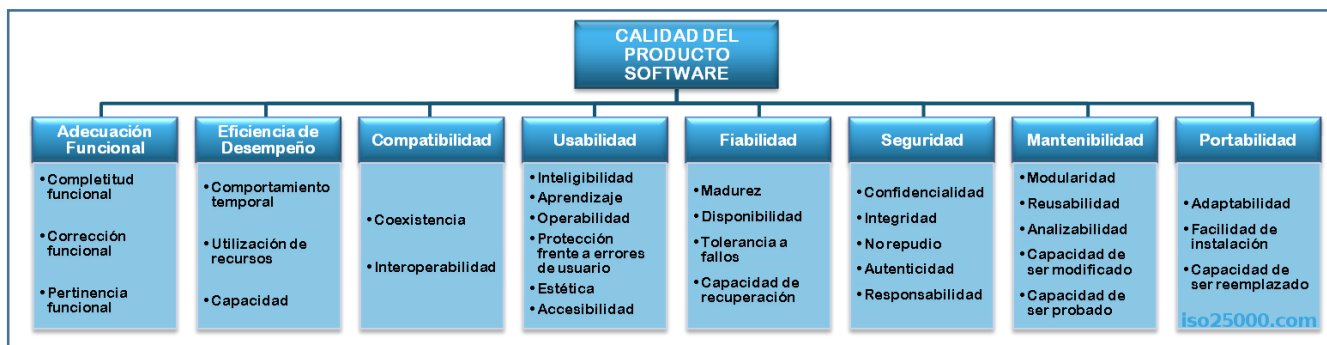 CALIDAD DEL
PRODUCTO
SOFTWARE
Adecuación
Funcional
• Completitud
funcional
• Corrección
funcional
• Pertinencia
funcional
Eficiencia de
Desempeño
• Comportamiento
temporal
• Utilización de
recursos
• Capacidad
Compatibilidad
• Coexistencia
• Interoperabilidad
Usabilidad
• Inteligibilidad
• Aprendizaje
• Operabilidad
• Protección
frente a errores
de usuario
• Estética
• Accesibilidad
Fiabilidad
• Madurez
• Disponibilidad
• Tolerancia a
fallos
• Capacidad de
recuperación
Seguridad
• Confidencialidad
• Integridad
• No repudio
• Autenticidad
• Responsabilidad
Mantenibilidad
• Modularidad
• Reusabilidad
• Analizabilidad
• Capacidad de
ser modificado
• Capacidad de
ser probado
Portabilidad
• Adaptabilidad
• Facilidad de
instalación
• Capacidad de
ser reemplazado
iso25000.com